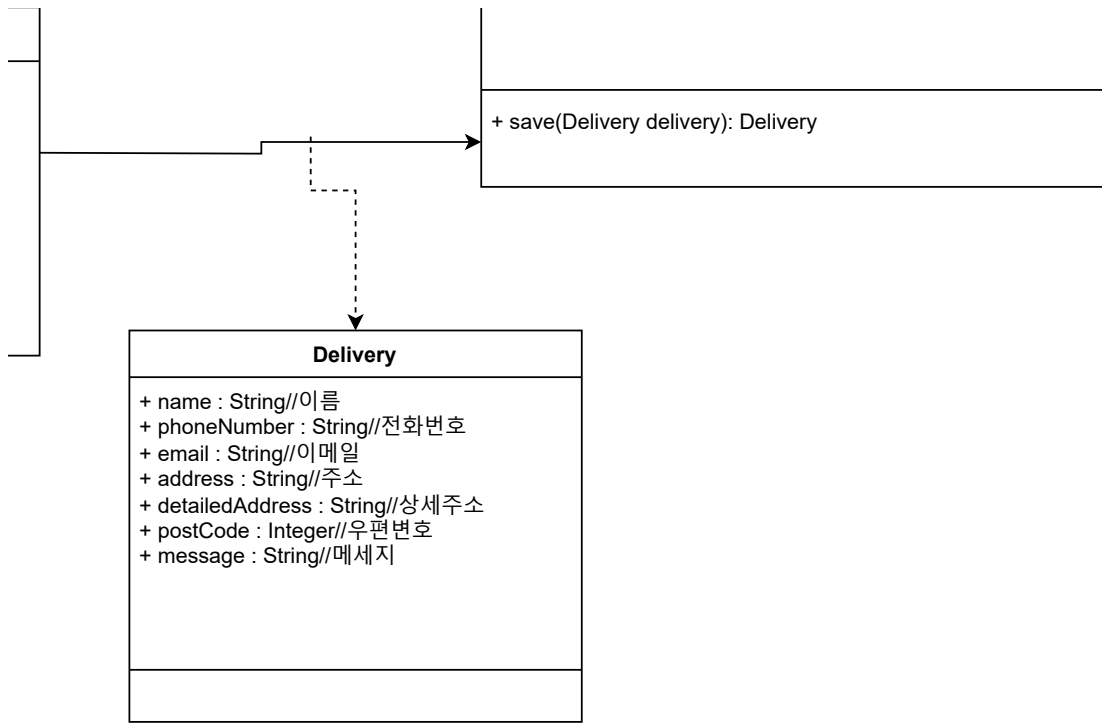 + save(Delivery delivery): Delivery
Delivery
+ name : String//이름
+ phoneNumber : String//전화번호
+ email : String//이메일
+ address : String//주소
+ detailedAddress : String//상세주소
+ postCode : Integer//우편변호
+ message : String//메세지